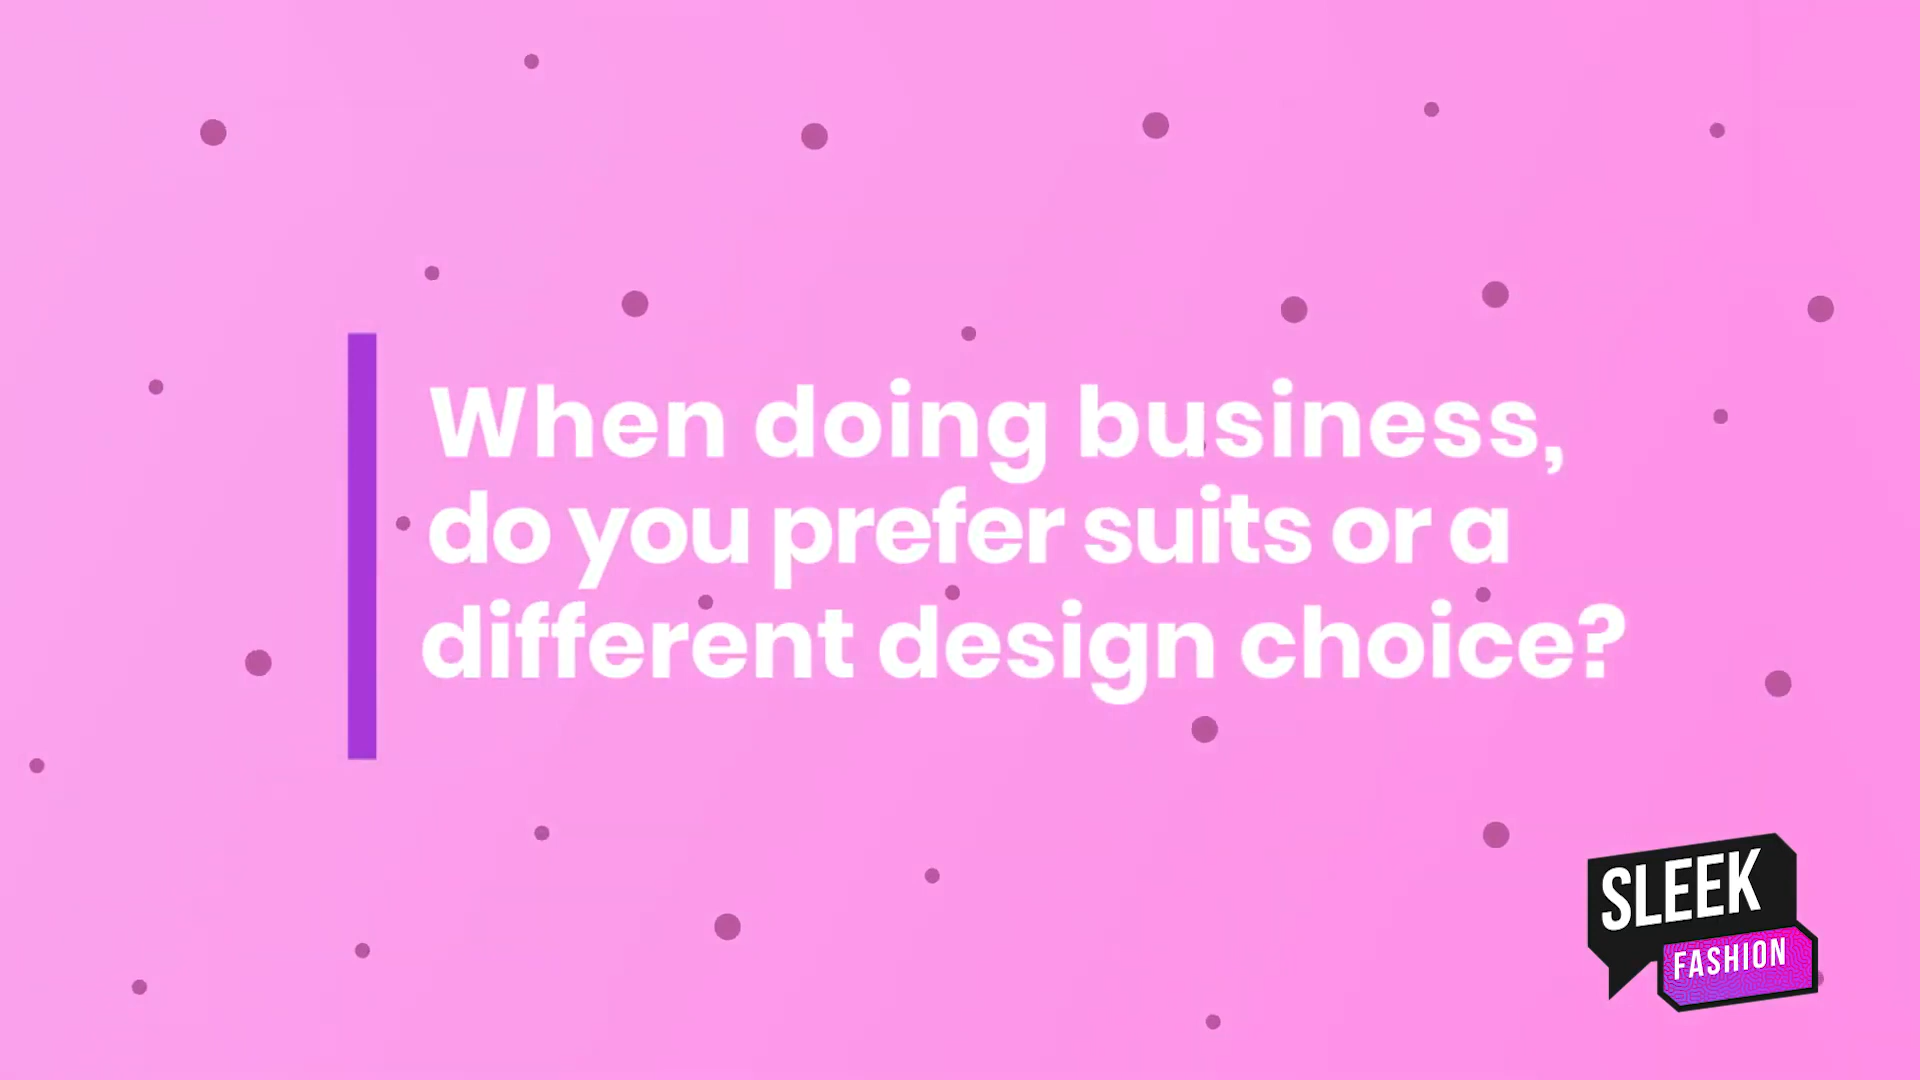 When doing business,
do you prefer suits or a
different design choice?
SLEEK
FASHION